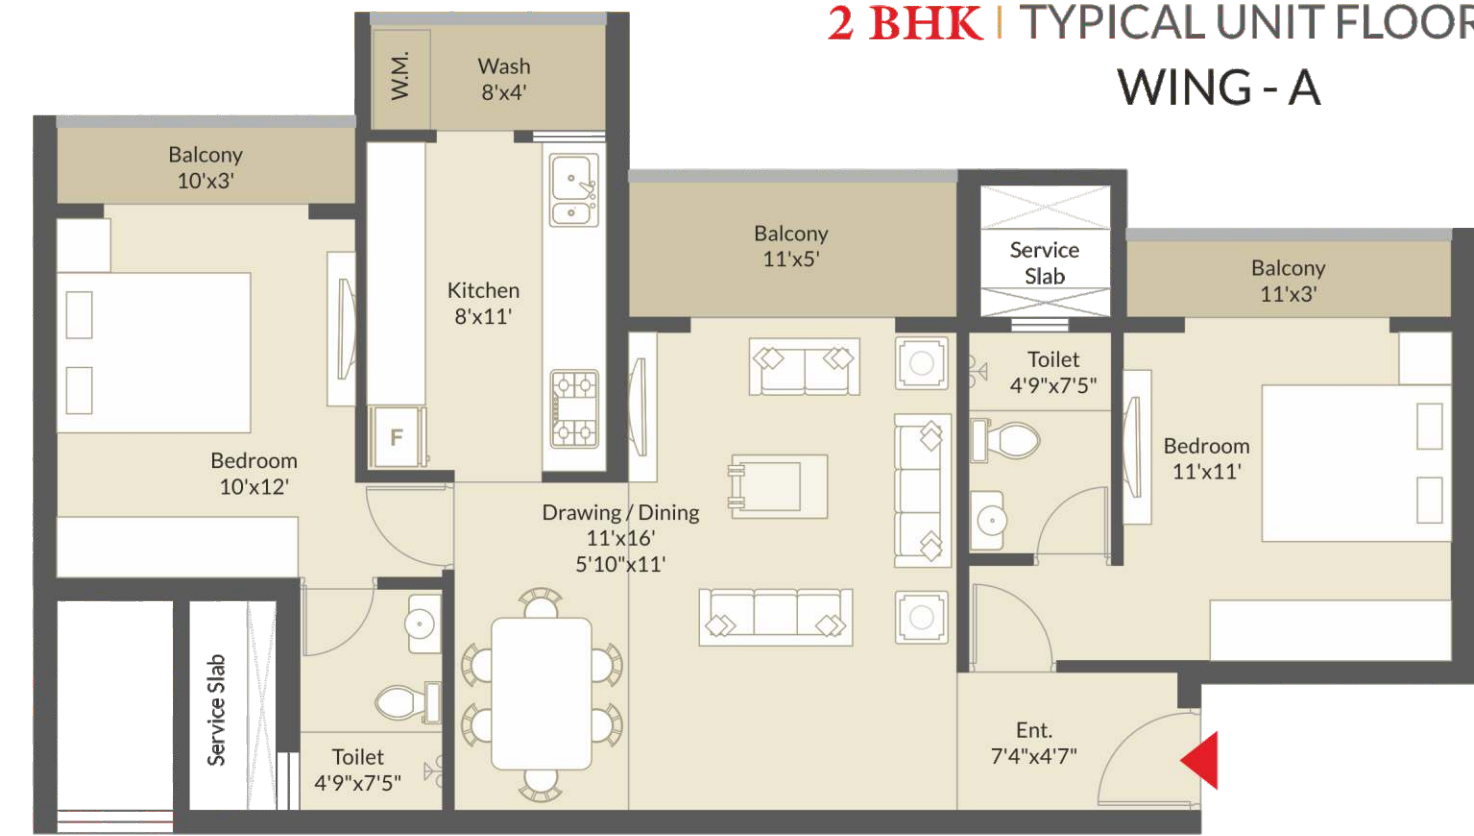 2 BHK | TYPICAL UNIT FLOOR
WING - A
W.M.
Wash
8'x4'
Balcony
10'x3'
Kitchen
8'x11'
Balcony
11'x5'
Service
Slab
Balcony
11'x3'
Toilet
4'9"x7'5"
F
Bedroom
10'x12'
Bedroom
11'x11'
Drawing / Dining
11'x16'
5'10"x11'
Service Slab
Toilet
4'9"x7'5"
Ent.
7'4"x4'7"